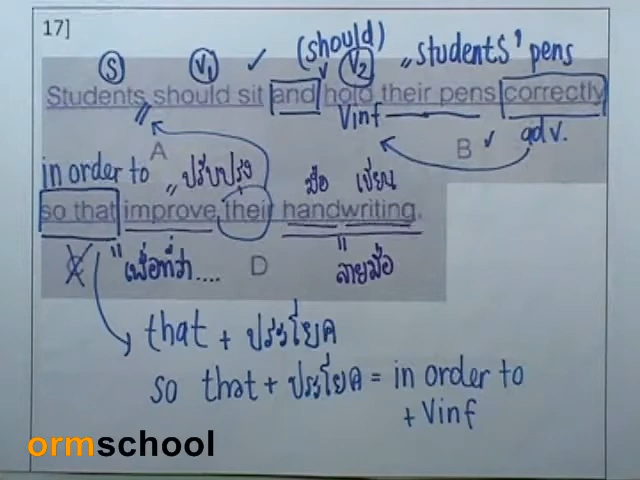 17]
(should)
S V1 ✓ V2 ,, students' pens
Students should sit and hold their pens correctly
Vinf
A B ✓ adv.
in order to ,, ปรับปรุง มือ เขียน
so that improve their handwriting.
C " เพื่อที่ว่า.... D " ลายมือ
that + ประโยค
so that + ประโยค = in order to
+ Vinf
ormschool